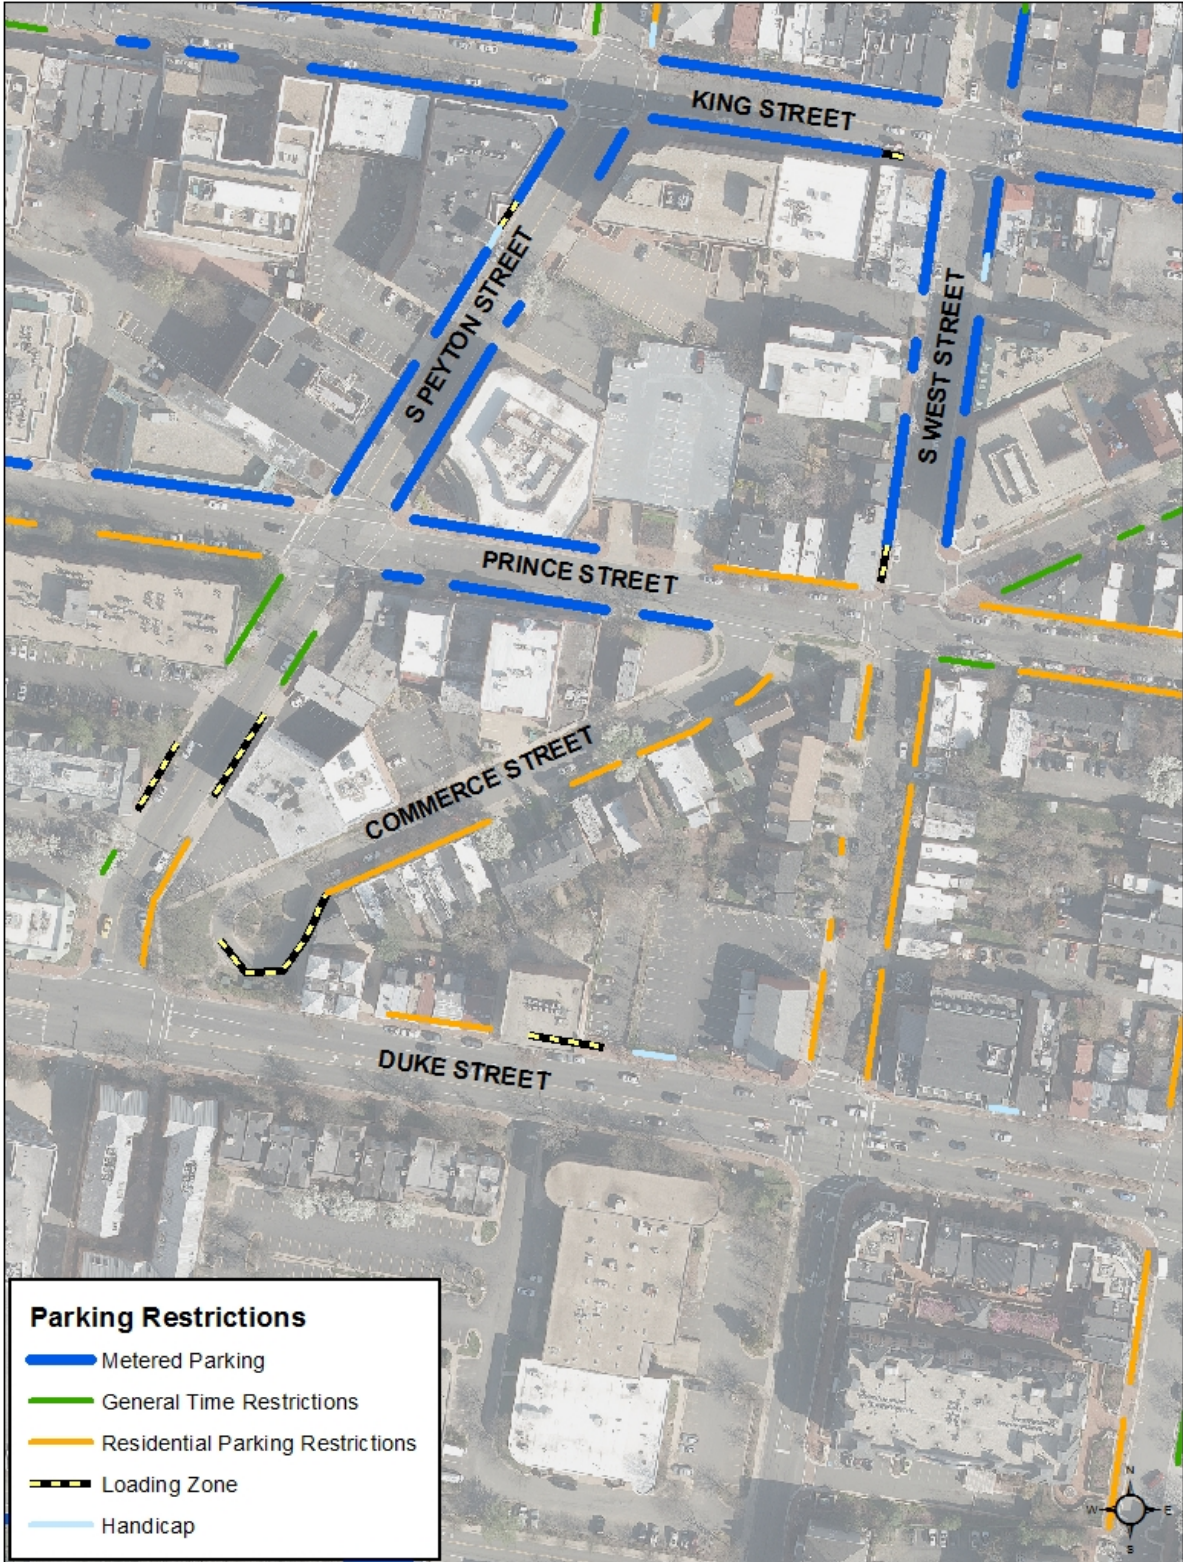 KING STREET
S PEYTON STREET
S WEST STREET
PRINCE STREET
COMMERCE STREET
DUKE STREET
Parking Restrictions
Metered Parking
General Time Restrictions
Residential Parking Restrictions
Loading Zone
Handicap
N
W E
S